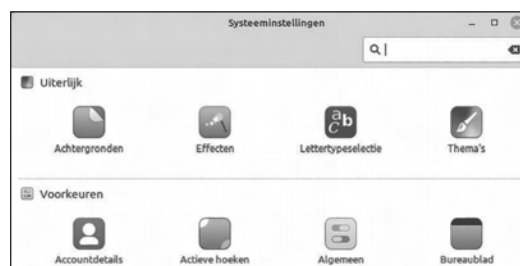 Systeeminstellingen
Uiterlijk
Achtergronden Effecten Lettertypeselectie Thema's
Voorkeuren
Accountdetails Actieve hoeken Algemeen Bureaublad